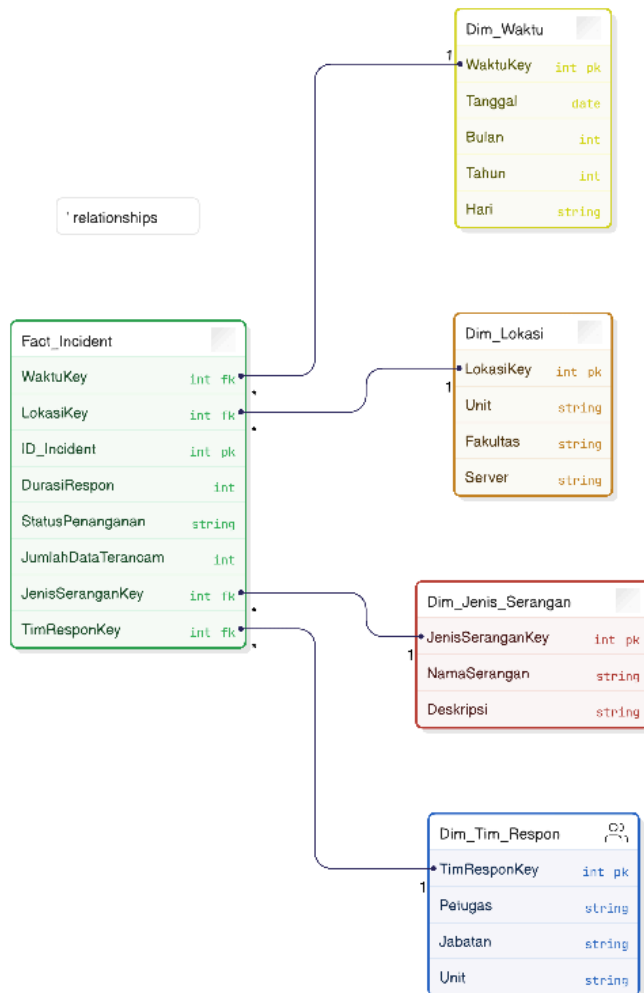 Dim_Waktu
1
WaktuKey int pk
Tanggal date
Bulan int
Tahun int
Hari string
' relationships
Fact_Incident
WaktuKey int fk
*
LokasiKey int fk
*
ID_Incident int pk
DurasiRespon int
StatusPenanganan string
JumlahDataTerancam int
JenisSeranganKey int fk
*
TimResponKey int fk
*
Dim_Lokasi
LokasiKey int pk
1
Unit string
Fakultas string
Server string
Dim_Jenis_Serangan
JenisSeranganKey int pk
1
NamaSerangan string
Deskripsi string
Dim_Tim_Respon
TimResponKey int pk
1
Petugas string
Jabatan string
Unit string